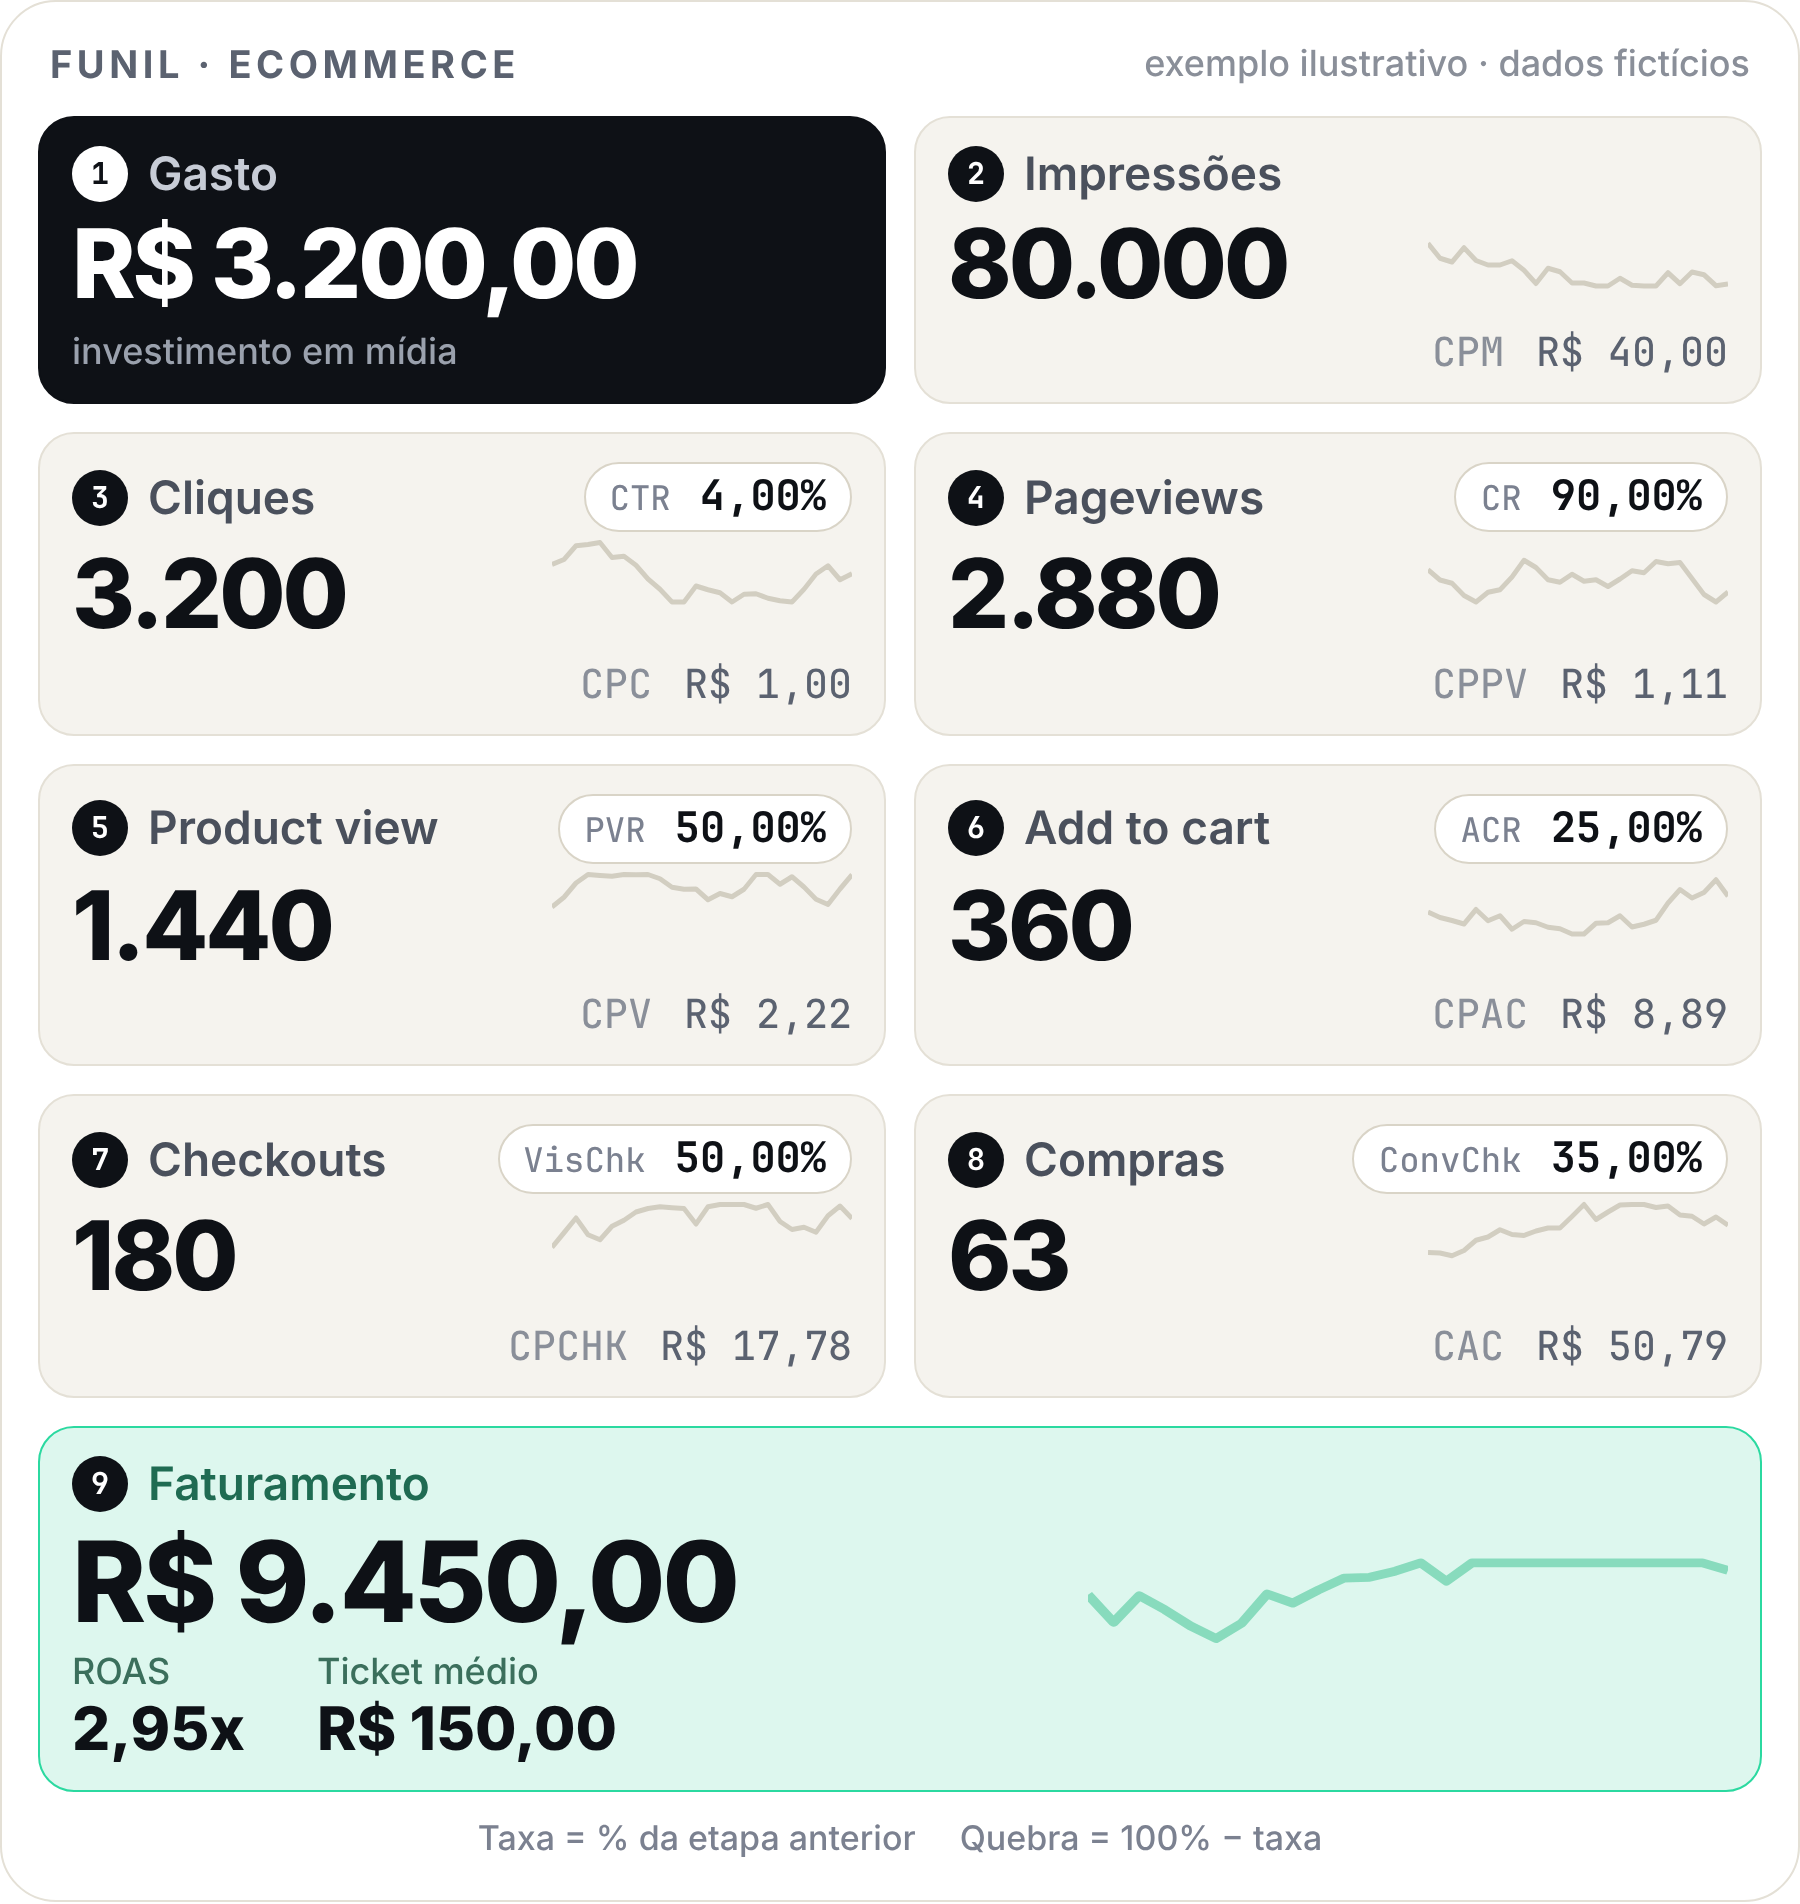 FUNIL · ECOMMERCE
exemplo ilustrativo · dados fictícios
1 Gasto
R$ 3.200,00
investimento em mídia
2 Impressões
80.000
CPM R$ 40,00
3 Cliques CTR 4,00%
3.200
CPC R$ 1,00
4 Pageviews CR 90,00%
2.880
CPPV R$ 1,11
5 Product view PVR 50,00%
1.440
CPV R$ 2,22
6 Add to cart ACR 25,00%
360
CPAC R$ 8,89
7 Checkouts VisChk 50,00%
180
CPCHK R$ 17,78
8 Compras ConvChk 35,00%
63
CAC R$ 50,79
9 Faturamento
R$ 9.450,00
ROAS Ticket médio
2,95x R$ 150,00
Taxa = % da etapa anterior Quebra = 100% − taxa